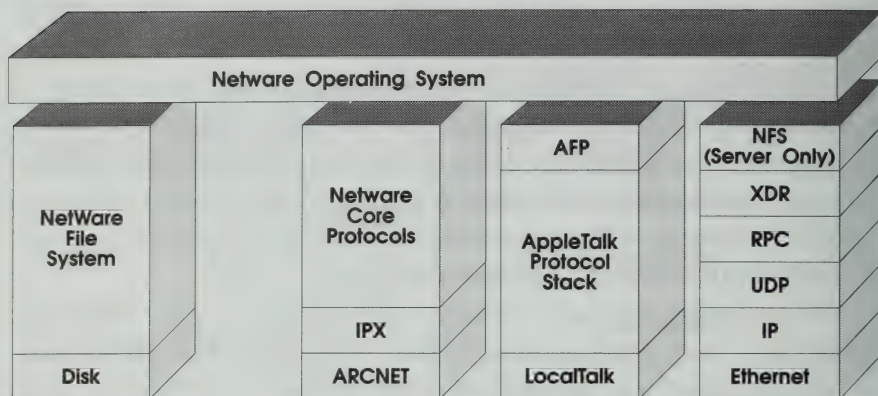 Netware Operating System
NetWare
File
System
Disk
Netware
Core
Protocols
IPX
ARCNET
AFP
AppleTalk
Protocol
Stack
LocalTalk
NFS
(Server Only)
XDR
RPC
UDP
IP
Ethernet